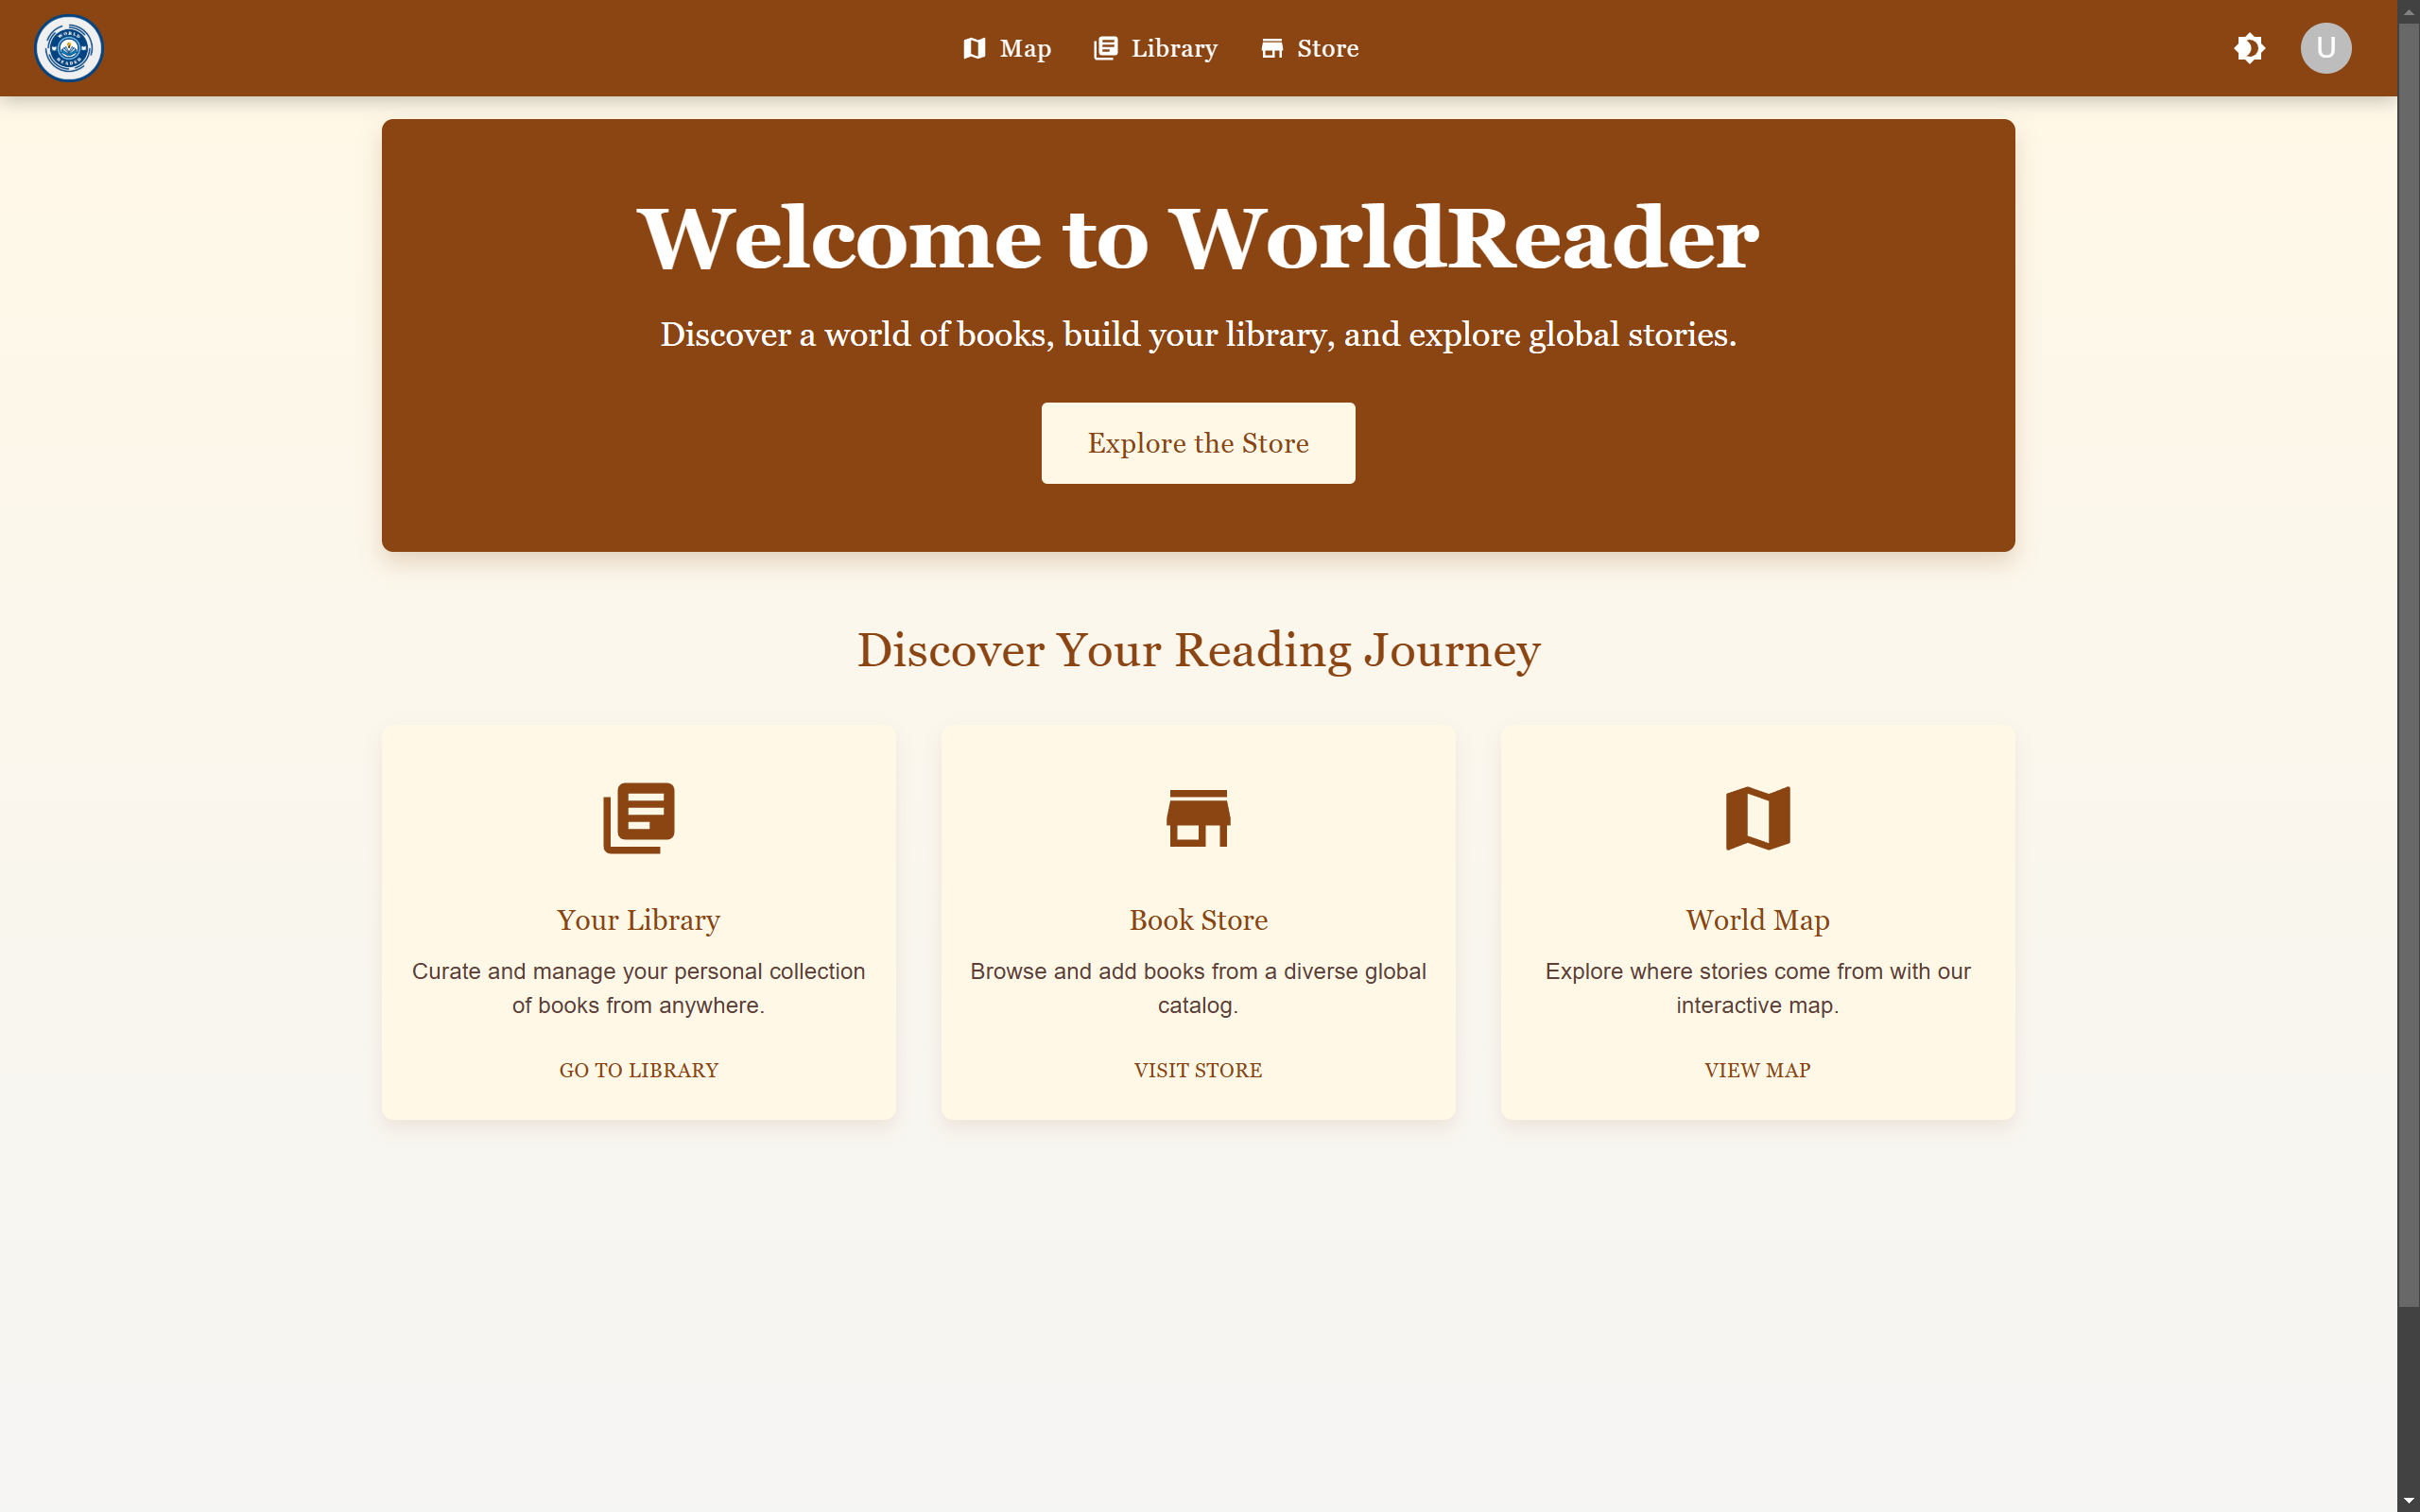 WORLD
READER
Map
Library
Store
U
Welcome to WorldReader
Discover a world of books, build your library, and explore global stories.
Explore the Store
Discover Your Reading Journey
Your Library
Curate and manage your personal collection
of books from anywhere.
GO TO LIBRARY
Book Store
Browse and add books from a diverse global
catalog.
VISIT STORE
World Map
Explore where stories come from with our
interactive map.
VIEW MAP